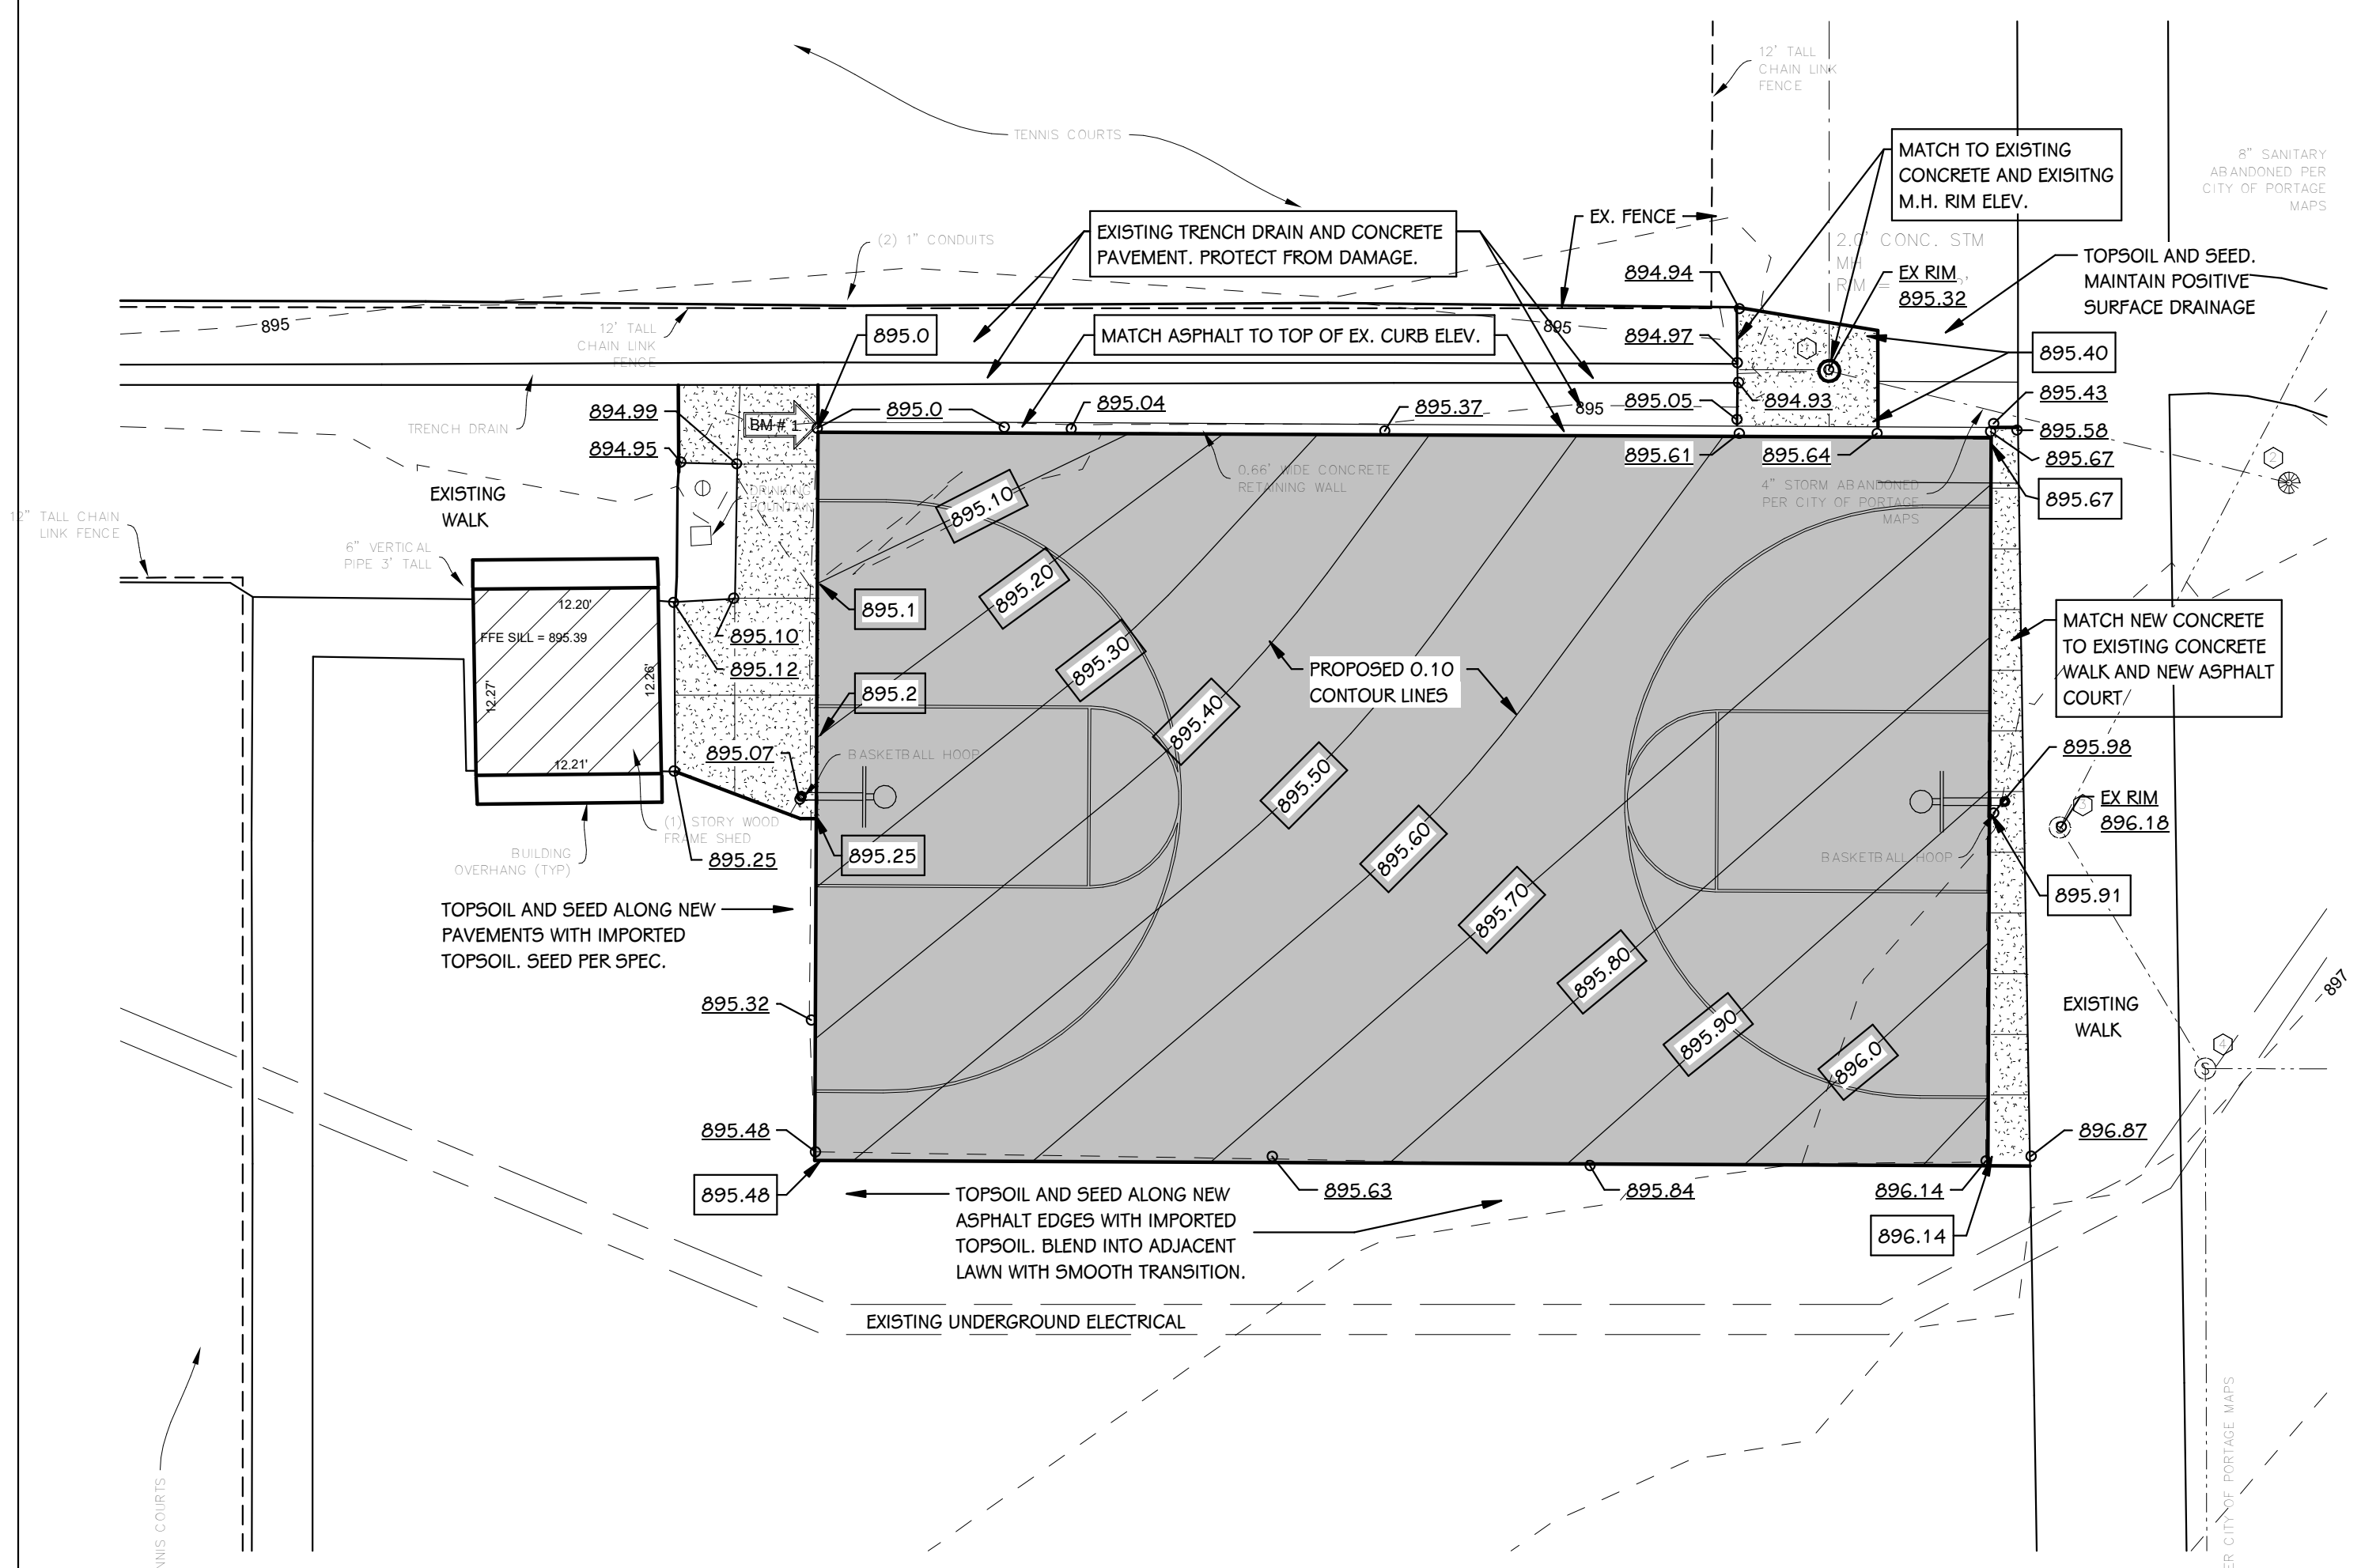 12' TALL
CHAIN LINK
FENCE
TENNIS COURTS
MATCH TO EXISTING
CONCRETE AND EXISITNG
M.H. RIM ELEV.
8" SANITARY
ABANDONED PER
CITY OF PORTAGE
MAPS
(2) 1" CONDUITS
EXISTING TRENCH DRAIN AND CONCRETE
PAVEMENT. PROTECT FROM DAMAGE.
EX. FENCE
2.0' CONC. STM
MH
RIM =
EX RIM
895.32
TOPSOIL AND SEED.
MAINTAIN POSITIVE
SURFACE DRAINAGE
894.94
895
12' TALL
CHAIN LINK
FENCE
895.0
MATCH ASPHALT TO TOP OF EX. CURB ELEV.
895
894.97
1
895.40
895.43
894.99
BM # 1
895.0
895.04
895.37
895
895.05
894.93
895.58
TRENCH DRAIN
894.95
895.61
895.64
895.67
0.66' WIDE CONCRETE
RETAINING WALL
4" STORM ABANDONED
PER CITY OF PORTAGE
MAPS
2
895.67
EXISTING
WALK
DRINKING
FOUNTAIN
895.10
12" TALL CHAIN
LINK FENCE
6" VERTICAL
PIPE 3' TALL
12.20'
FFE SILL = 895.39
12.26'
12.27'
12.21'
895.10
895.12
895.1
895.20
895.30
895.2
895.40
PROPOSED 0.10
CONTOUR LINES
MATCH NEW CONCRETE
TO EXISTING CONCRETE
WALK AND NEW ASPHALT
COURT
895.07
BASKETBALL HOOP
895.50
895.98
EX RIM
896.18
3
S
(1) STORY WOOD
FRAME SHED
BUILDING
OVERHANG (TYP)
895.25
895.25
895.60
BASKETBALL HOOP
895.91
TOPSOIL AND SEED ALONG NEW
PAVEMENTS WITH IMPORTED
TOPSOIL. SEED PER SPEC.
895.70
895.80
895.90
896.0
895.32
EXISTING
WALK
897
4
S
895.48
896.87
895.48
TOPSOIL AND SEED ALONG NEW
ASPHALT EDGES WITH IMPORTED
TOPSOIL. BLEND INTO ADJACENT
LAWN WITH SMOOTH TRANSITION.
895.63
895.84
896.14
896.14
EXISTING UNDERGROUND ELECTRICAL
COURTS
CITY OF PORTAGE MAPS